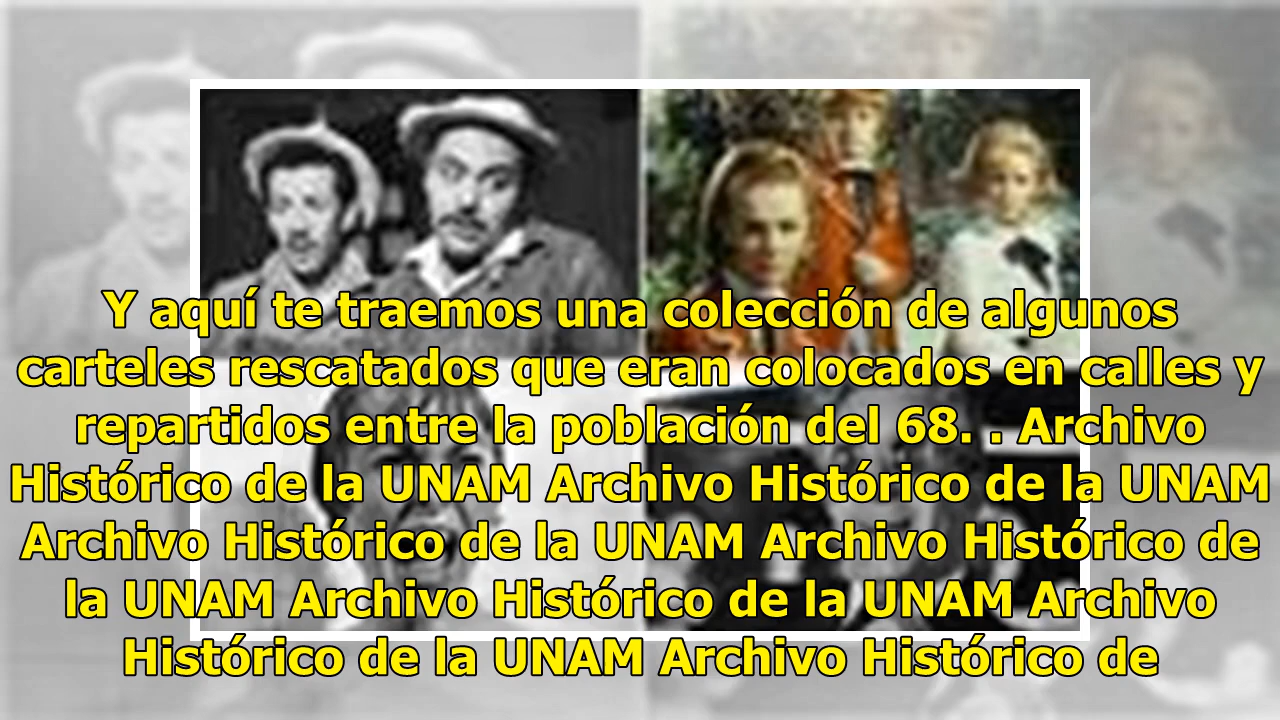 Y aquí te traemos una colección de algunos
carteles rescatados que eran colocados en calles y
repartidos entre la población del 68. . Archivo
Histórico de la UNAM Archivo Histórico de la UNAM
Archivo Histórico de la UNAM Archivo Histórico de
la UNAM Archivo Histórico de la UNAM Archivo
Histórico de la UNAM Archivo Histórico de